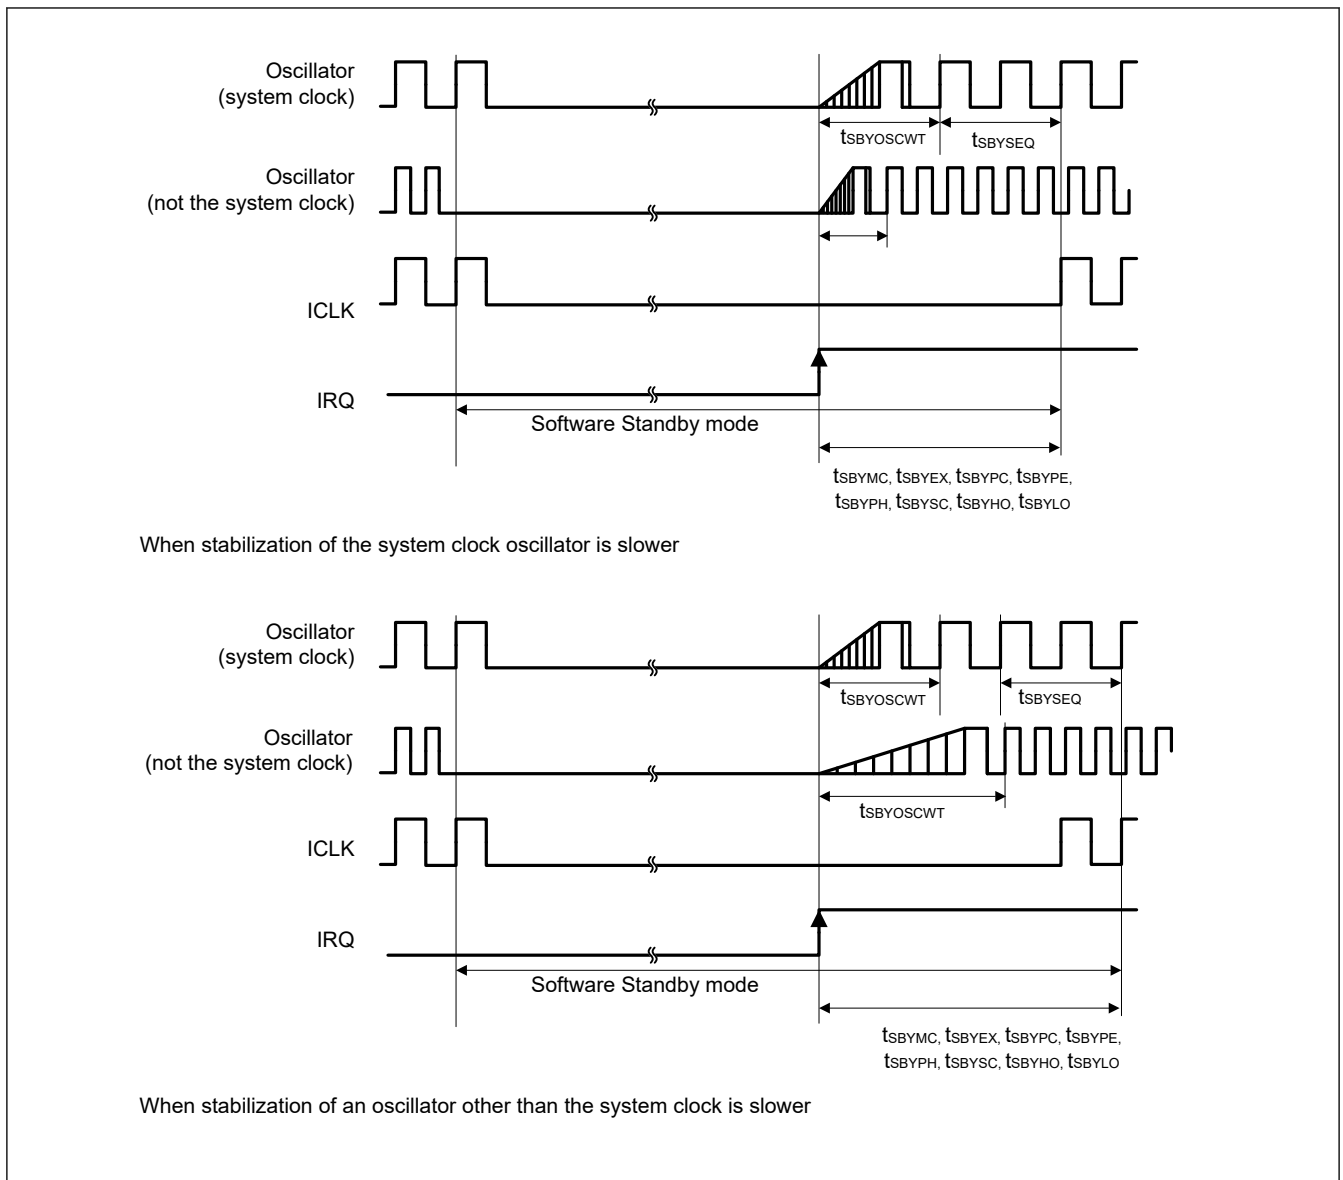 Oscillator
(system clock)
tSBYOSCWT
tSBYSEQ
Oscillator
(not the system clock)
ICLK
IRQ
Software Standby mode
tSBYMC, tSBYEX, tSBYPC, tSBYPE,
tSBYPH, tSBYSC, tSBYHO, tSBYLO
When stabilization of the system clock oscillator is slower
Oscillator
(system clock)
tSBYOSCWT
tSBYSEQ
Oscillator
(not the system clock)
tSBYOSCWT
ICLK
IRQ
Software Standby mode
tSBYMC, tSBYEX, tSBYPC, tSBYPE,
tSBYPH, tSBYSC, tSBYHO, tSBYLO
When stabilization of an oscillator other than the system clock is slower